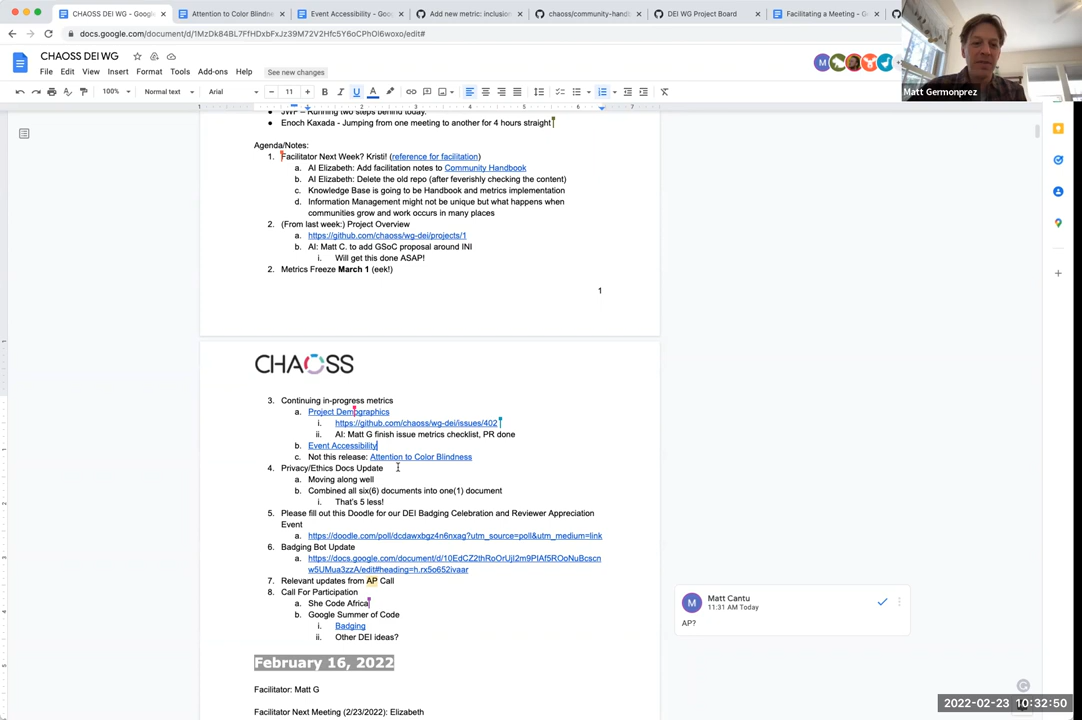 CHAOSS DEI WG - Google
Attention to Color Blindne
Event Accessibility - Goo
Add new metric: inclusion
chaoss/community-hand
DEI WG Project Board
Facilitating a Meeting - G
docs.google.com/document/d/1MzDk84BL7FfHDxbFxJz39M72V2Hfc5Y6oCPhOl6woxo/edit#
CHAOSS DEI WG
File Edit View Insert Format Tools Add-ons Help See new changes
100% Normal text Arial 11
Matt Germonprez
JWF – Running two steps behind today.
Enoch Kaxada - Jumping from one meeting to another for 4 hours straight
Agenda/Notes:
1. Facilitator Next Week? Kristi! (reference for facilitation)
a. AI Elizabeth: Add facilitation notes to Community Handbook
b. AI Elizabeth: Delete the old repo (after feverishly checking the content)
c. Knowledge Base is going to be Handbook and metrics implementation
d. Information Management might not be unique but what happens when
communities grow and work occurs in many places
2. (From last week:) Project Overview
a. https://github.com/chaoss/wg-dei/projects/1
b. AI: Matt C. to add GSoC proposal around INI
i. Will get this done ASAP!
2. Metrics Freeze March 1 (eek!)
1
CHAOSS
3. Continuing in-progress metrics
a. Project Demographics
i. https://github.com/chaoss/wg-dei/issues/402
ii. AI: Matt G finish issue metrics checklist, PR done
b. Event Accessibility
c. Not this release: Attention to Color Blindness
4. Privacy/Ethics Docs Update
a. Moving along well
b. Combined all six(6) documents into one(1) document
i. That's 5 less!
5. Please fill out this Doodle for our DEI Badging Celebration and Reviewer Appreciation
Event
a. https://doodle.com/poll/dcdawxbgz4n6nxag?utm_source=poll&utm_medium=link
6. Badging Bot Update
a. https://docs.google.com/document/d/10EdCZ2thRoOrUjI2m9PIAf5ROoNuBcscn
w5UMua3zzA/edit#heading=h.rx5o652ivaar
7. Relevant updates from AP Call
8. Call For Participation
a. She Code Africa
b. Google Summer of Code
i. Badging
ii. Other DEI ideas?
Matt Cantu
11:31 AM Today
AP?
February 16, 2022
Facilitator: Matt G
Facilitator Next Meeting (2/23/2022): Elizabeth
2022-02-23 10:32:50